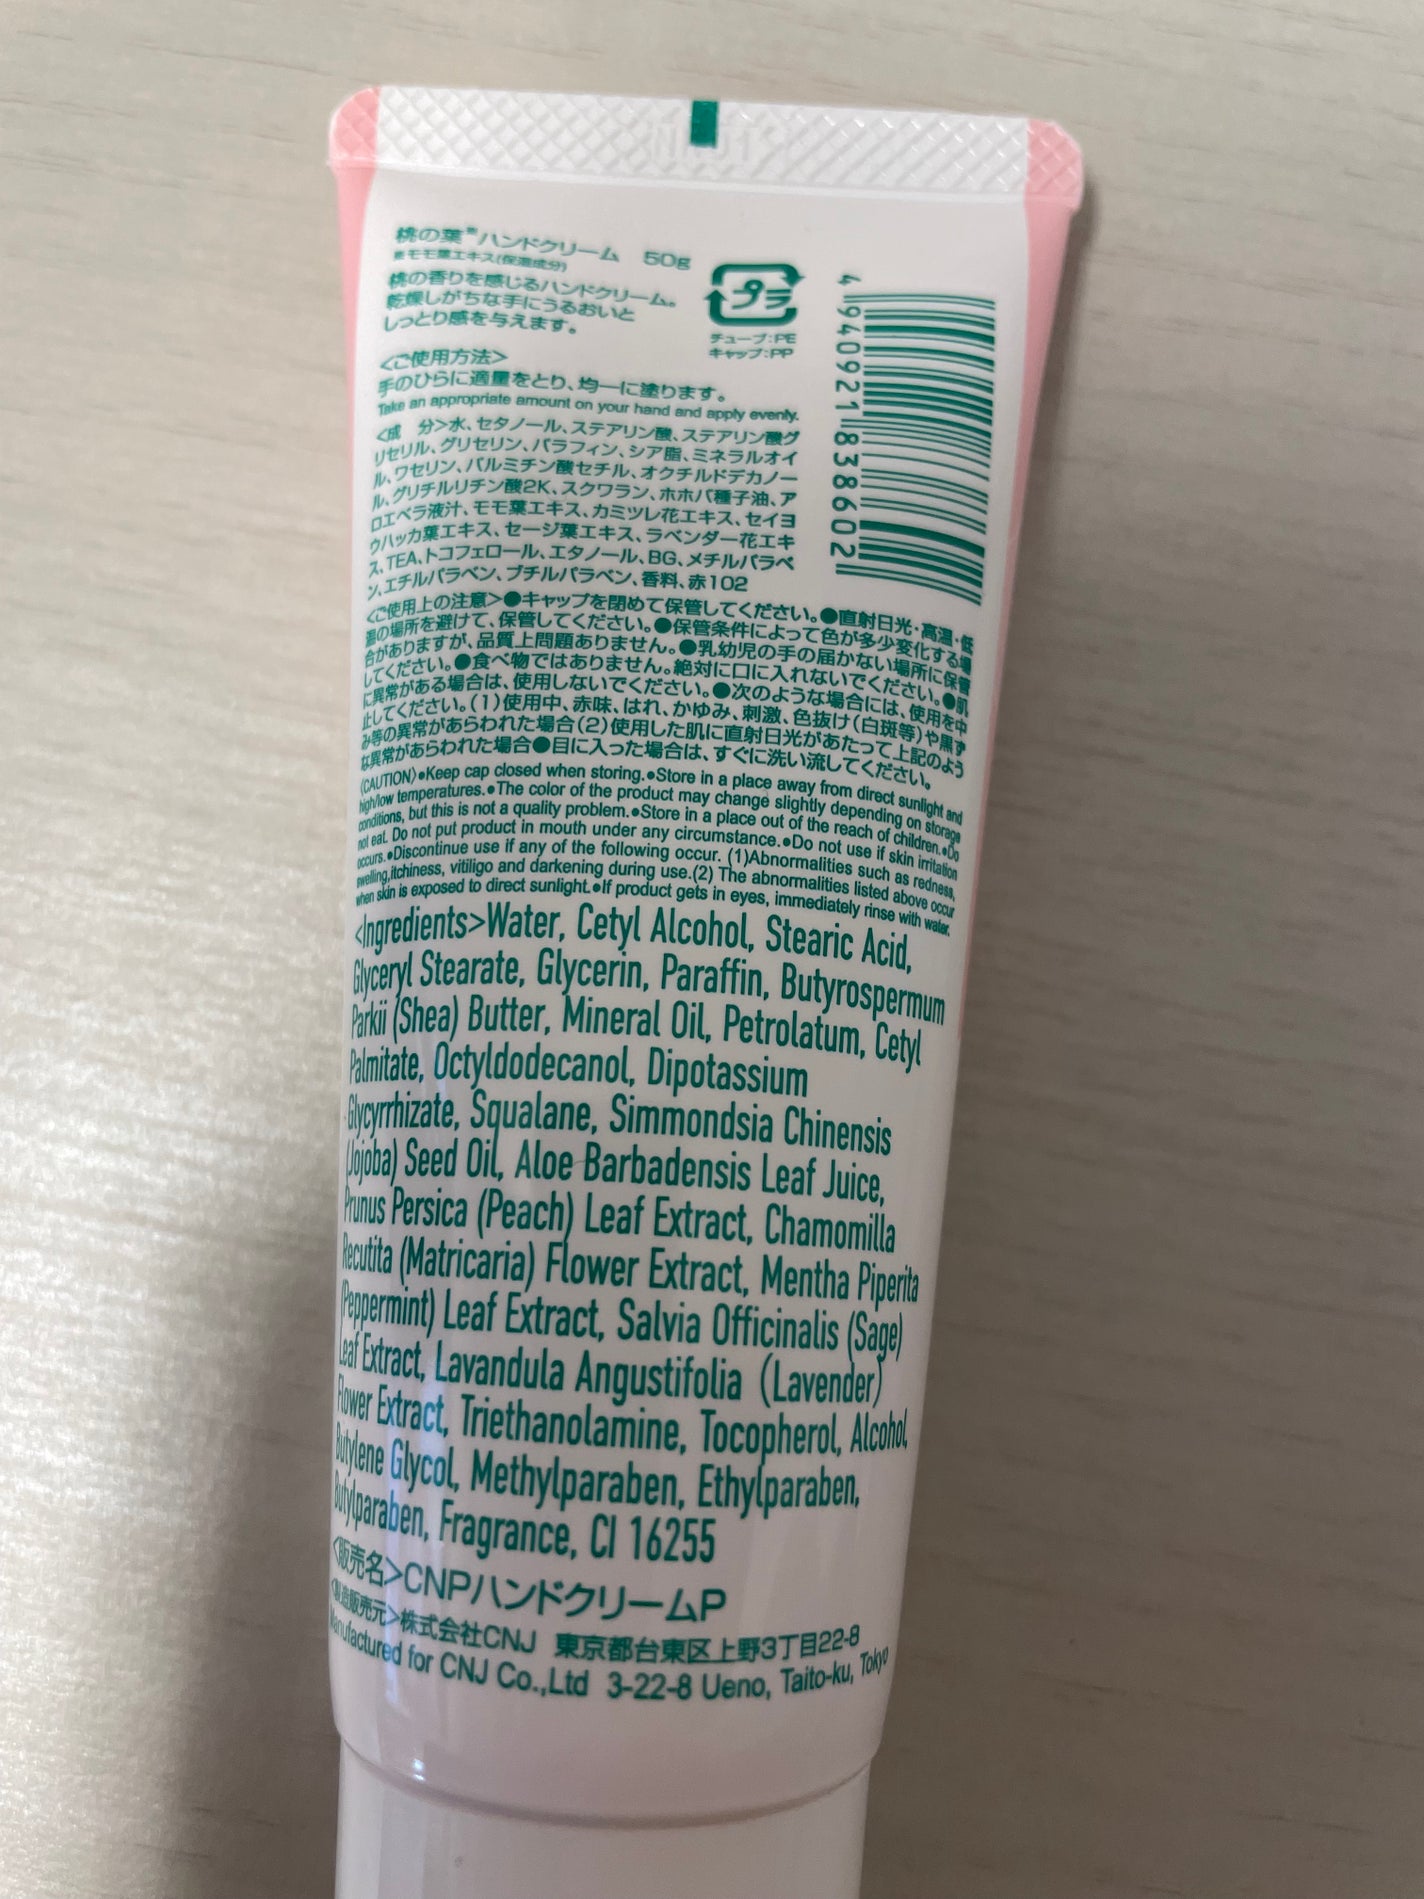 桃の葉※ハンドクリーム 50g
※モモ葉エキス(保湿成分)
桃の香りを感じるハンドクリーム。
乾燥しがちな手にうるおいと
しっとり感を与えます。
プラ
チューブ:PE
キャップ:PP
4 940921 838602
<ご使用方法>
手のひらに適量をとり、均一に塗ります。
Take an appropriate amount on your hand and apply evenly.
<成 分>水、セタノール、ステアリン酸、ステアリン酸グ
リセリル、グリセリン、パラフィン、シア脂、ミネラルオイ
ル、ワセリン、パルミチン酸セチル、オクチルドデカノー
ル、グリチルリチン酸2K、スクワラン、ホホバ種子油、ア
ロエベラ液汁、モモ葉エキス、カミツレ花エキス、セイヨ
ウハッカ葉エキス、セージ葉エキス、ラベンダー花エキ
ス、TEA、トコフェロール、エタノール、BG、メチルパラベ
ン、エチルパラベン、ブチルパラベン、香料、赤102
<ご使用上の注意>●キャップを閉めて保管してください。●直射日光・高温・低
温の場所を避けて、保管してください。●保管条件によって色が多少変化する場
合がありますが、品質上問題ありません。●乳幼児の手の届かない場所に保管
してください。●食べ物ではありません。絶対に口に入れないでください。●肌
に異常がある場合は、使用しないでください。●次のような場合には、使用を中
止してください。(1)使用中、赤味、はれ、かゆみ、刺激、色抜け(白斑等)や黒ず
み等の異常があらわれた場合(2)使用した肌に直射日光があたって上記のよう
な異常があらわれた場合●目に入った場合は、すぐに洗い流してください。
〈CAUTION〉●Keep cap closed when storing.●Store in a place away from direct sunlight and
high/low temperatures.●The color of the product may change slightly depending on storage
conditions, but this is not a quality problem.●Store in a place out of the reach of children.●Do
not eat. Do not put product in mouth under any circumstance.●Do not use if skin irritation
occurs.●Discontinue use if any of the following occur. (1)Abnormalities such as redness,
swelling,itchiness, vitiligo and darkening during use.(2) The abnormalities listed above occur
when skin is exposed to direct sunlight.●If product gets in eyes, immediately rinse with water.
<Ingredients>Water, Cetyl Alcohol, Stearic Acid,
Glyceryl Stearate, Glycerin, Paraffin, Butyrospermum
Parkii (Shea) Butter, Mineral Oil, Petrolatum, Cetyl
Palmitate, Octyldodecanol, Dipotassium
Glycyrrhizate, Squalane, Simmondsia Chinensis
(Jojoba) Seed Oil, Aloe Barbadensis Leaf Juice,
Prunus Persica (Peach) Leaf Extract, Chamomilla
Recutita (Matricaria) Flower Extract, Mentha Piperita
(Peppermint) Leaf Extract, Salvia Officinalis (Sage)
Leaf Extract, Lavandula Angustifolia (Lavender)
Flower Extract, Triethanolamine, Tocopherol, Alcohol,
Butylene Glycol, Methylparaben, Ethylparaben,
Butylparaben, Fragrance, CI 16255
<販売名>CNPハンドクリームP
<製造販売元>株式会社CNJ 東京都台東区上野3丁目22-8
Manufactured for CNJ Co.,Ltd 3-22-8 Ueno, Taito-ku, Tokyo